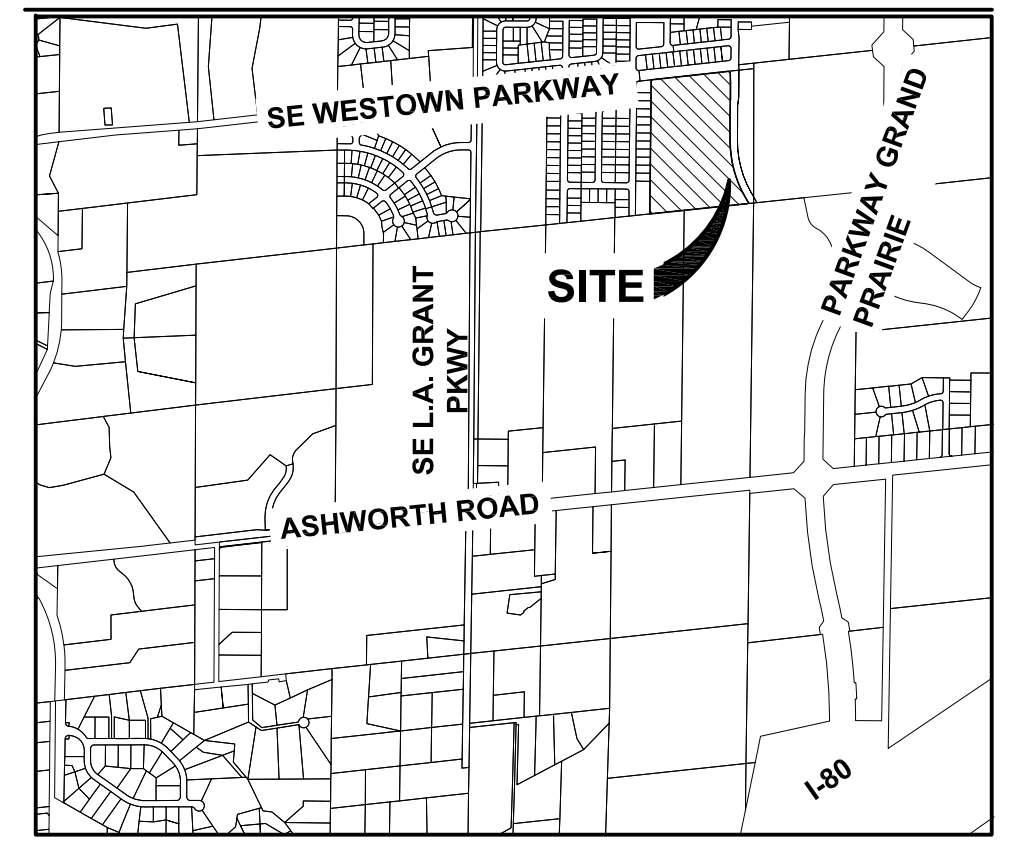 SE WESTOWN PARKWAY
PARKWAY GRAND
PRAIRIE
SITE
SE L.A. GRANT
PKWY
ASHWORTH ROAD
I-80